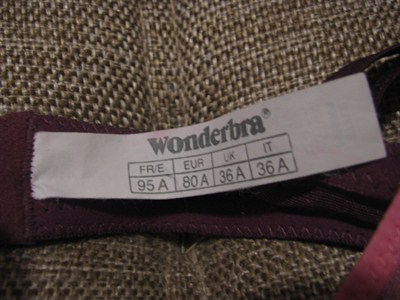 Wonderbra®
FR/E EUR UK IT
95 A 80 A 36 A 36 A